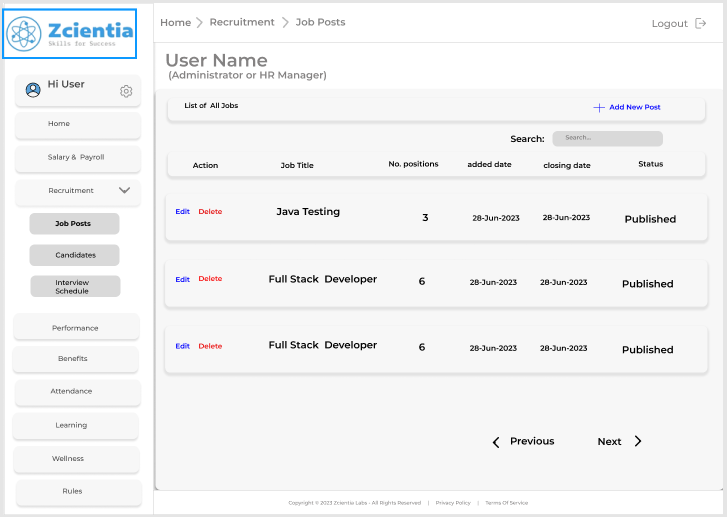 Zcientia
Skills for Success
Home > Recruitment > Job Posts
Logout
Hi User
Home
Salary & Payroll
Recruitment
Job Posts
Candidates
Interview
Schedule
Performance
Benefits
Attendance
Learning
Wellness
Rules
User Name
(Administrator or HR Manager)
List of All Jobs
Add New Post
Search: Search...
Action Job Title No. positions added date closing date Status
Edit Delete Java Testing 3 28-Jun-2023 28-Jun-2023 Published
Edit Delete Full Stack Developer 6 28-Jun-2023 28-Jun-2023 Published
Edit Delete Full Stack Developer 6 28-Jun-2023 28-Jun-2023 Published
Previous Next
Copyright © 2023 Zcientia Labs - All Rights Reserved | Privacy Policy | Terms Of Service